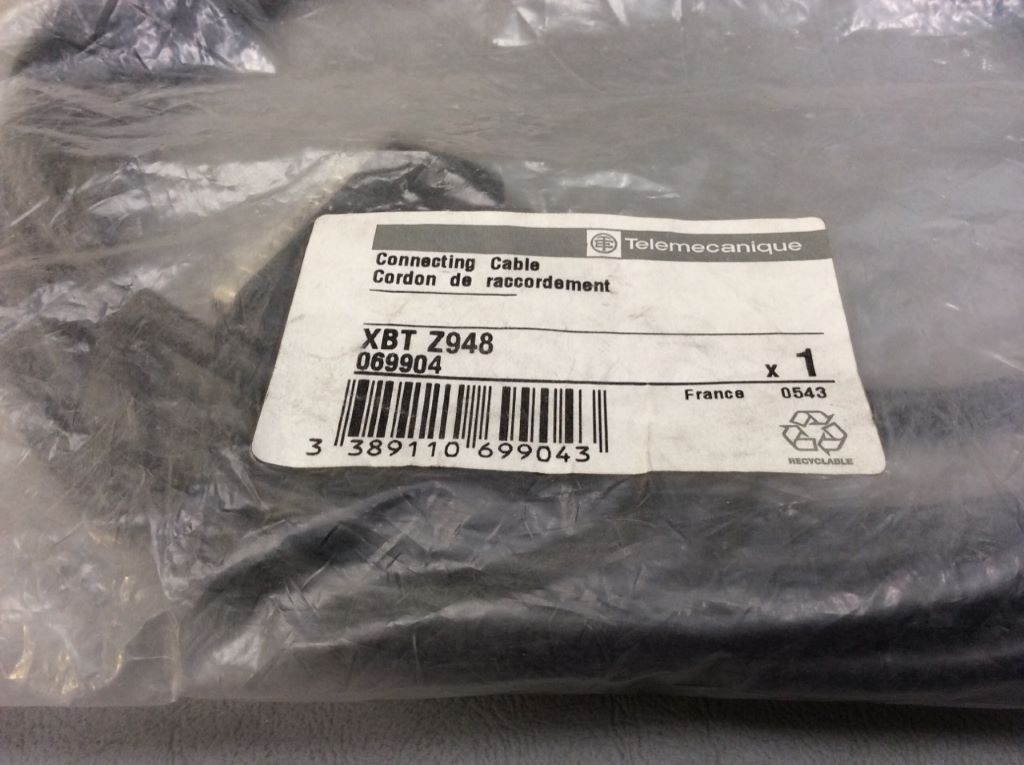 Telemecanique
Connecting Cable
Cordon de raccordement
XBT Z948
069904
x 1
France 0543
3 389110 699043
RECYCLABLE